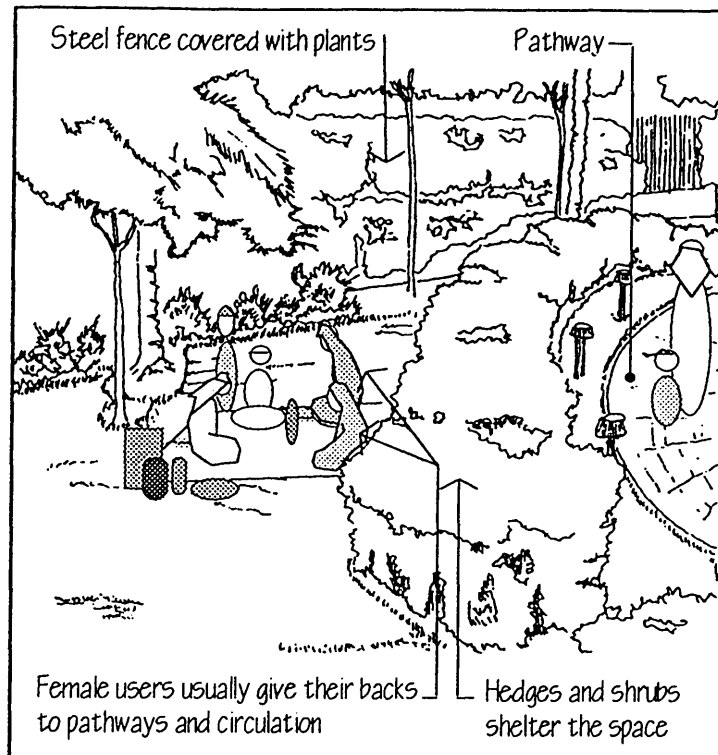 Steel fence covered with plants
Pathway
Female users usually give their backs
to pathways and circulation
Hedges and shrubs
shelter the space